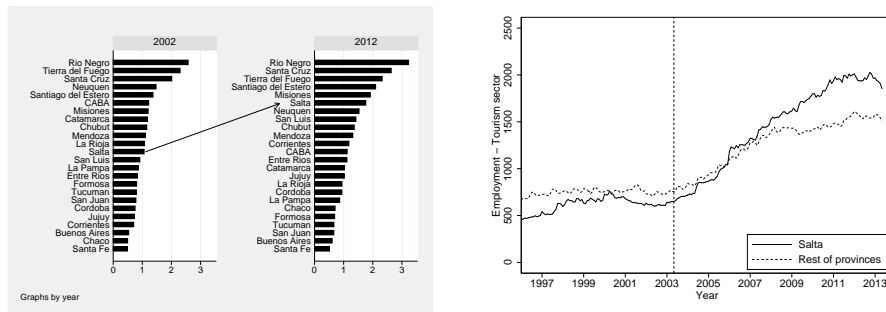 2002
Rio Negro
Tierra del Fuego
Santa Cruz
Neuquen
Santiago del Estero
CABA
Misiones
Catamarca
Chubut
Mendoza
La Rioja
Salta
San Luis
La Pampa
Entre Rios
Formosa
Tucuman
San Juan
Cordoba
Jujuy
Corrientes
Buenos Aires
Chaco
Santa Fe
0 1 2 3
2012
Rio Negro
Santa Cruz
Tierra del Fuego
Santiago del Estero
Misiones
Salta
Neuquen
San Luis
Chubut
Mendoza
Corrientes
CABA
Entre Rios
Catamarca
Jujuy
La Rioja
Cordoba
La Pampa
Chaco
Formosa
Tucuman
San Juan
Buenos Aires
Santa Fe
0 1 2 3
Graphs by year
Employment − Tourism sector
2500
2000
1500
1000
500
0
Salta
Rest of provinces
1997 1999 2001 2003 2005 2007 2009 2011 2013
Year